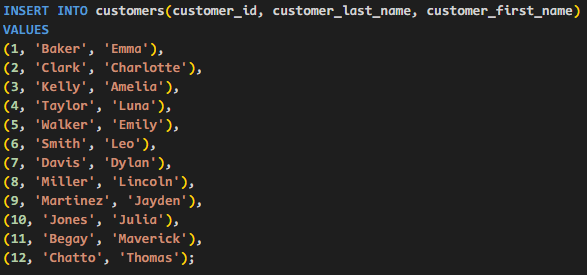 INSERT INTO customers(customer_id, customer_last_name, customer_first_name)
VALUES
(1, 'Baker', 'Emma'),
(2, 'Clark', 'Charlotte'),
(3, 'Kelly', 'Amelia'),
(4, 'Taylor', 'Luna'),
(5, 'Walker', 'Emily'),
(6, 'Smith', 'Leo'),
(7, 'Davis', 'Dylan'),
(8, 'Miller', 'Lincoln'),
(9, 'Martinez', 'Jayden'),
(10, 'Jones', 'Julia'),
(11, 'Begay', 'Maverick'),
(12, 'Chatto', 'Thomas');